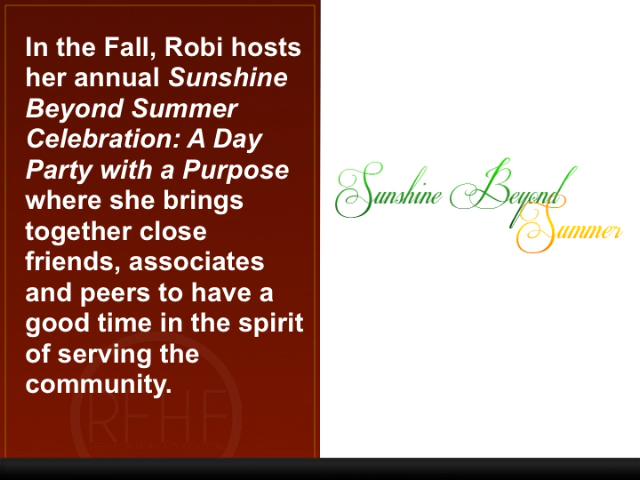 In the Fall, Robi hosts
her annual Sunshine
Beyond Summer
Celebration: A Day
Party with a Purpose
where she brings
together close
friends, associates
and peers to have a
good time in the spirit
of serving the
community.
Sunshine Beyond
Summer
RFHF